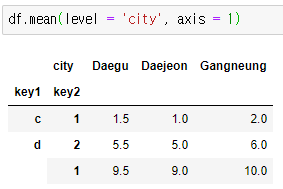 df.mean(level = 'city', axis = 1)
city Daegu Daejeon Gangneung
key1 key2
c 1 1.5 1.0 2.0
d 2 5.5 5.0 6.0
1 9.5 9.0 10.0